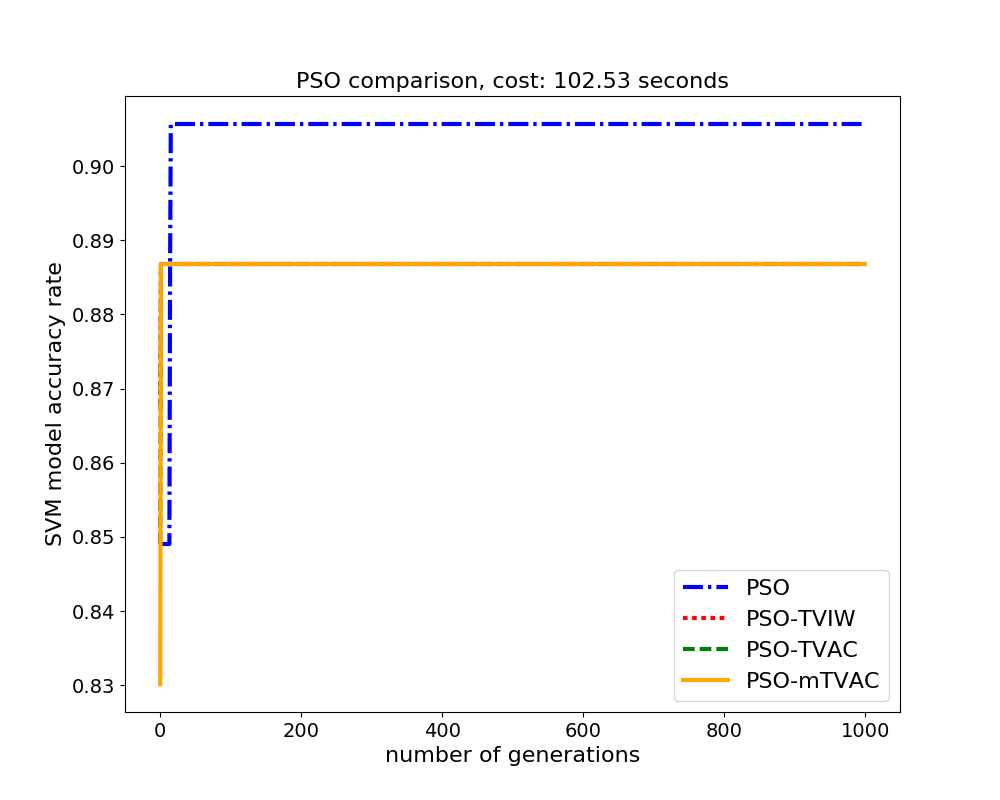 PSO comparison, cost: 102.53 seconds
SVM model accuracy rate
0.90
0.89
0.88
0.87
0.86
0.85
0.84
0.83
0 200 400 600 800 1000
number of generations
PSO
PSO-TVIW
PSO-TVAC
PSO-mTVAC